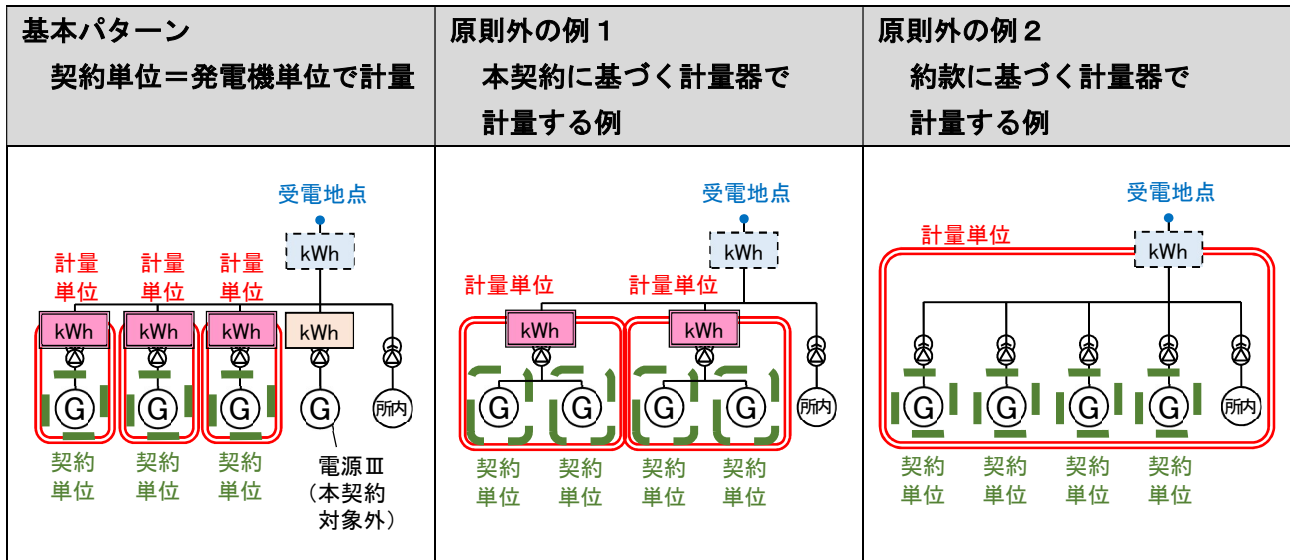 基本パターン
契約単位＝発電機単位で計量
原則外の例１
本契約に基づく計量器で
計量する例
原則外の例２
約款に基づく計量器で
計量する例
受電地点
kWh
計量
単位
計量
単位
計量
単位
kWh
kWh
kWh
kWh
G
G
G
G
所内
契約
単位
契約
単位
契約
単位
電源Ⅲ
（本契約
対象外）
受電地点
kWh
計量単位
計量単位
kWh
kWh
G
G
G
G
所内
契約
単位
契約
単位
契約
単位
契約
単位
受電地点
計量単位
kWh
G
G
G
G
所内
契約
単位
契約
単位
契約
単位
契約
単位